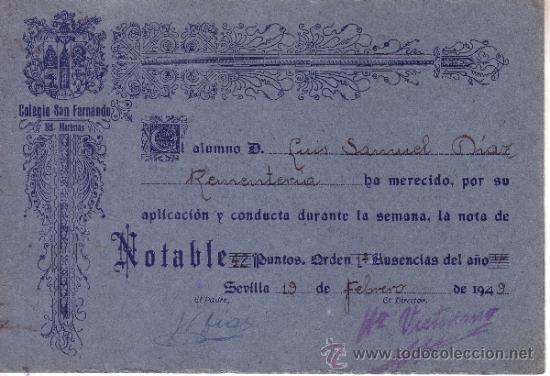 Colegio San Fernando
HH. Maristas
El alumno D. Luis Samuel Díaz
Rementería ha merecido, por su
aplicación y conducta durante la semana, la nota de
Notable 42 Puntos. Orden 1º Ausencias del año
Sevilla 19 de febrero de 1949
El Padre, El Director.
Hº Victorino
todocoleccion.net